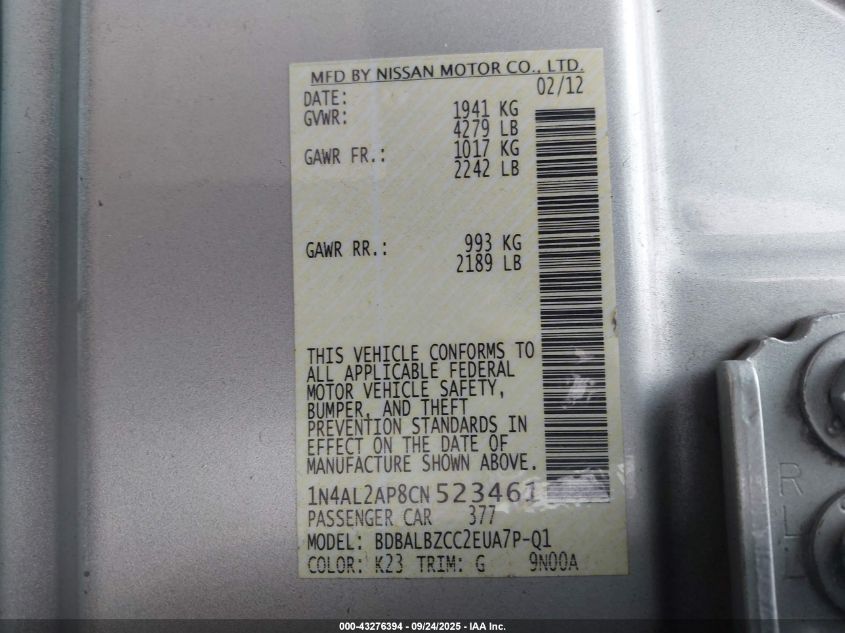 MFD BY NISSAN MOTOR CO., LTD.
DATE: 02/12
GVWR: 1941 KG
4279 LB
GAWR FR.: 1017 KG
2242 LB
GAWR RR.: 993 KG
2189 LB
THIS VEHICLE CONFORMS TO
ALL APPLICABLE FEDERAL
MOTOR VEHICLE SAFETY,
BUMPER, AND THEFT
PREVENTION STANDARDS IN
EFFECT ON THE DATE OF
MANUFACTURE SHOWN ABOVE.
1N4AL2AP8CN 523461
PASSENGER CAR 377
MODEL: BDBALBZCC2EUA7P-Q1
COLOR: K23 TRIM: G 9N00A
R
L
000-43276394 - 09/24/2025 - IAA Inc.